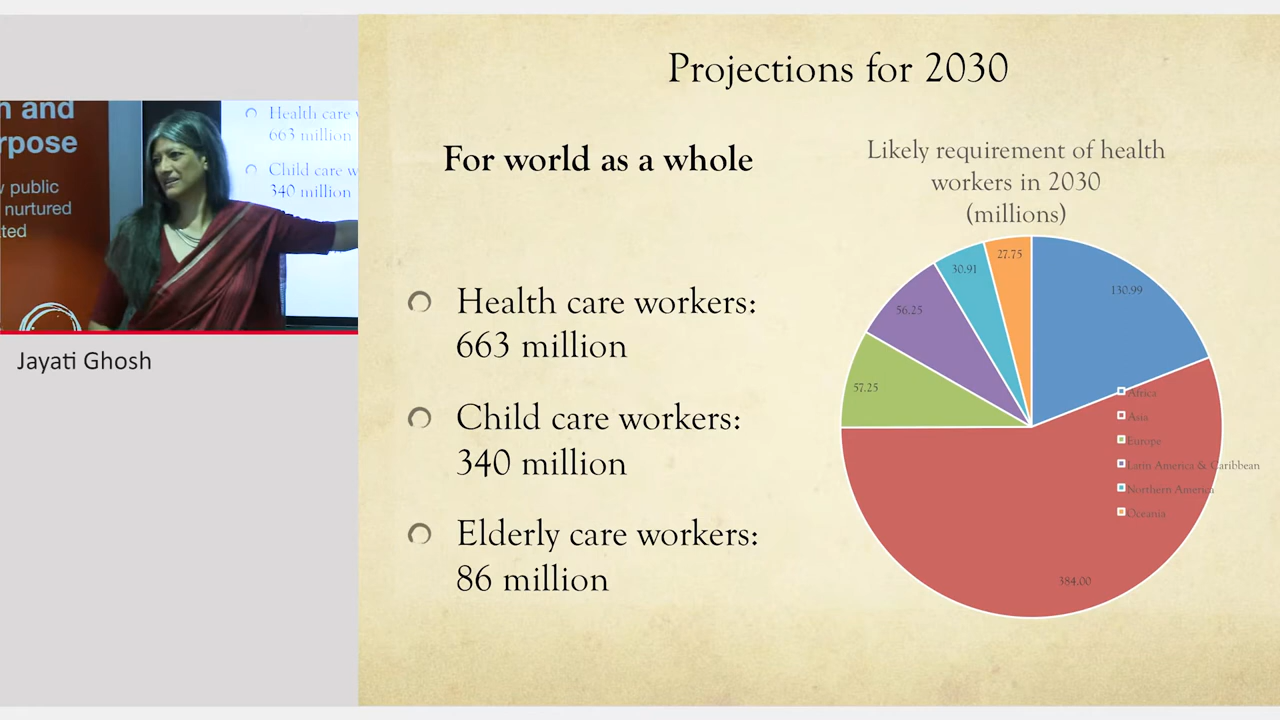 n and
rpose
public
nurtured
ted
Health care
663 million
Child care w
340 million
Jayati Ghosh
Projections for 2030
For world as a whole
Health care workers:
663 million
Child care workers:
340 million
Elderly care workers:
86 million
Likely requirement of health
workers in 2030
(millions)
27.75
30.91
130.99
56.25
57.25
Africa
Asia
Europe
Latin America & Caribbean
Northern America
Oceania
384.00